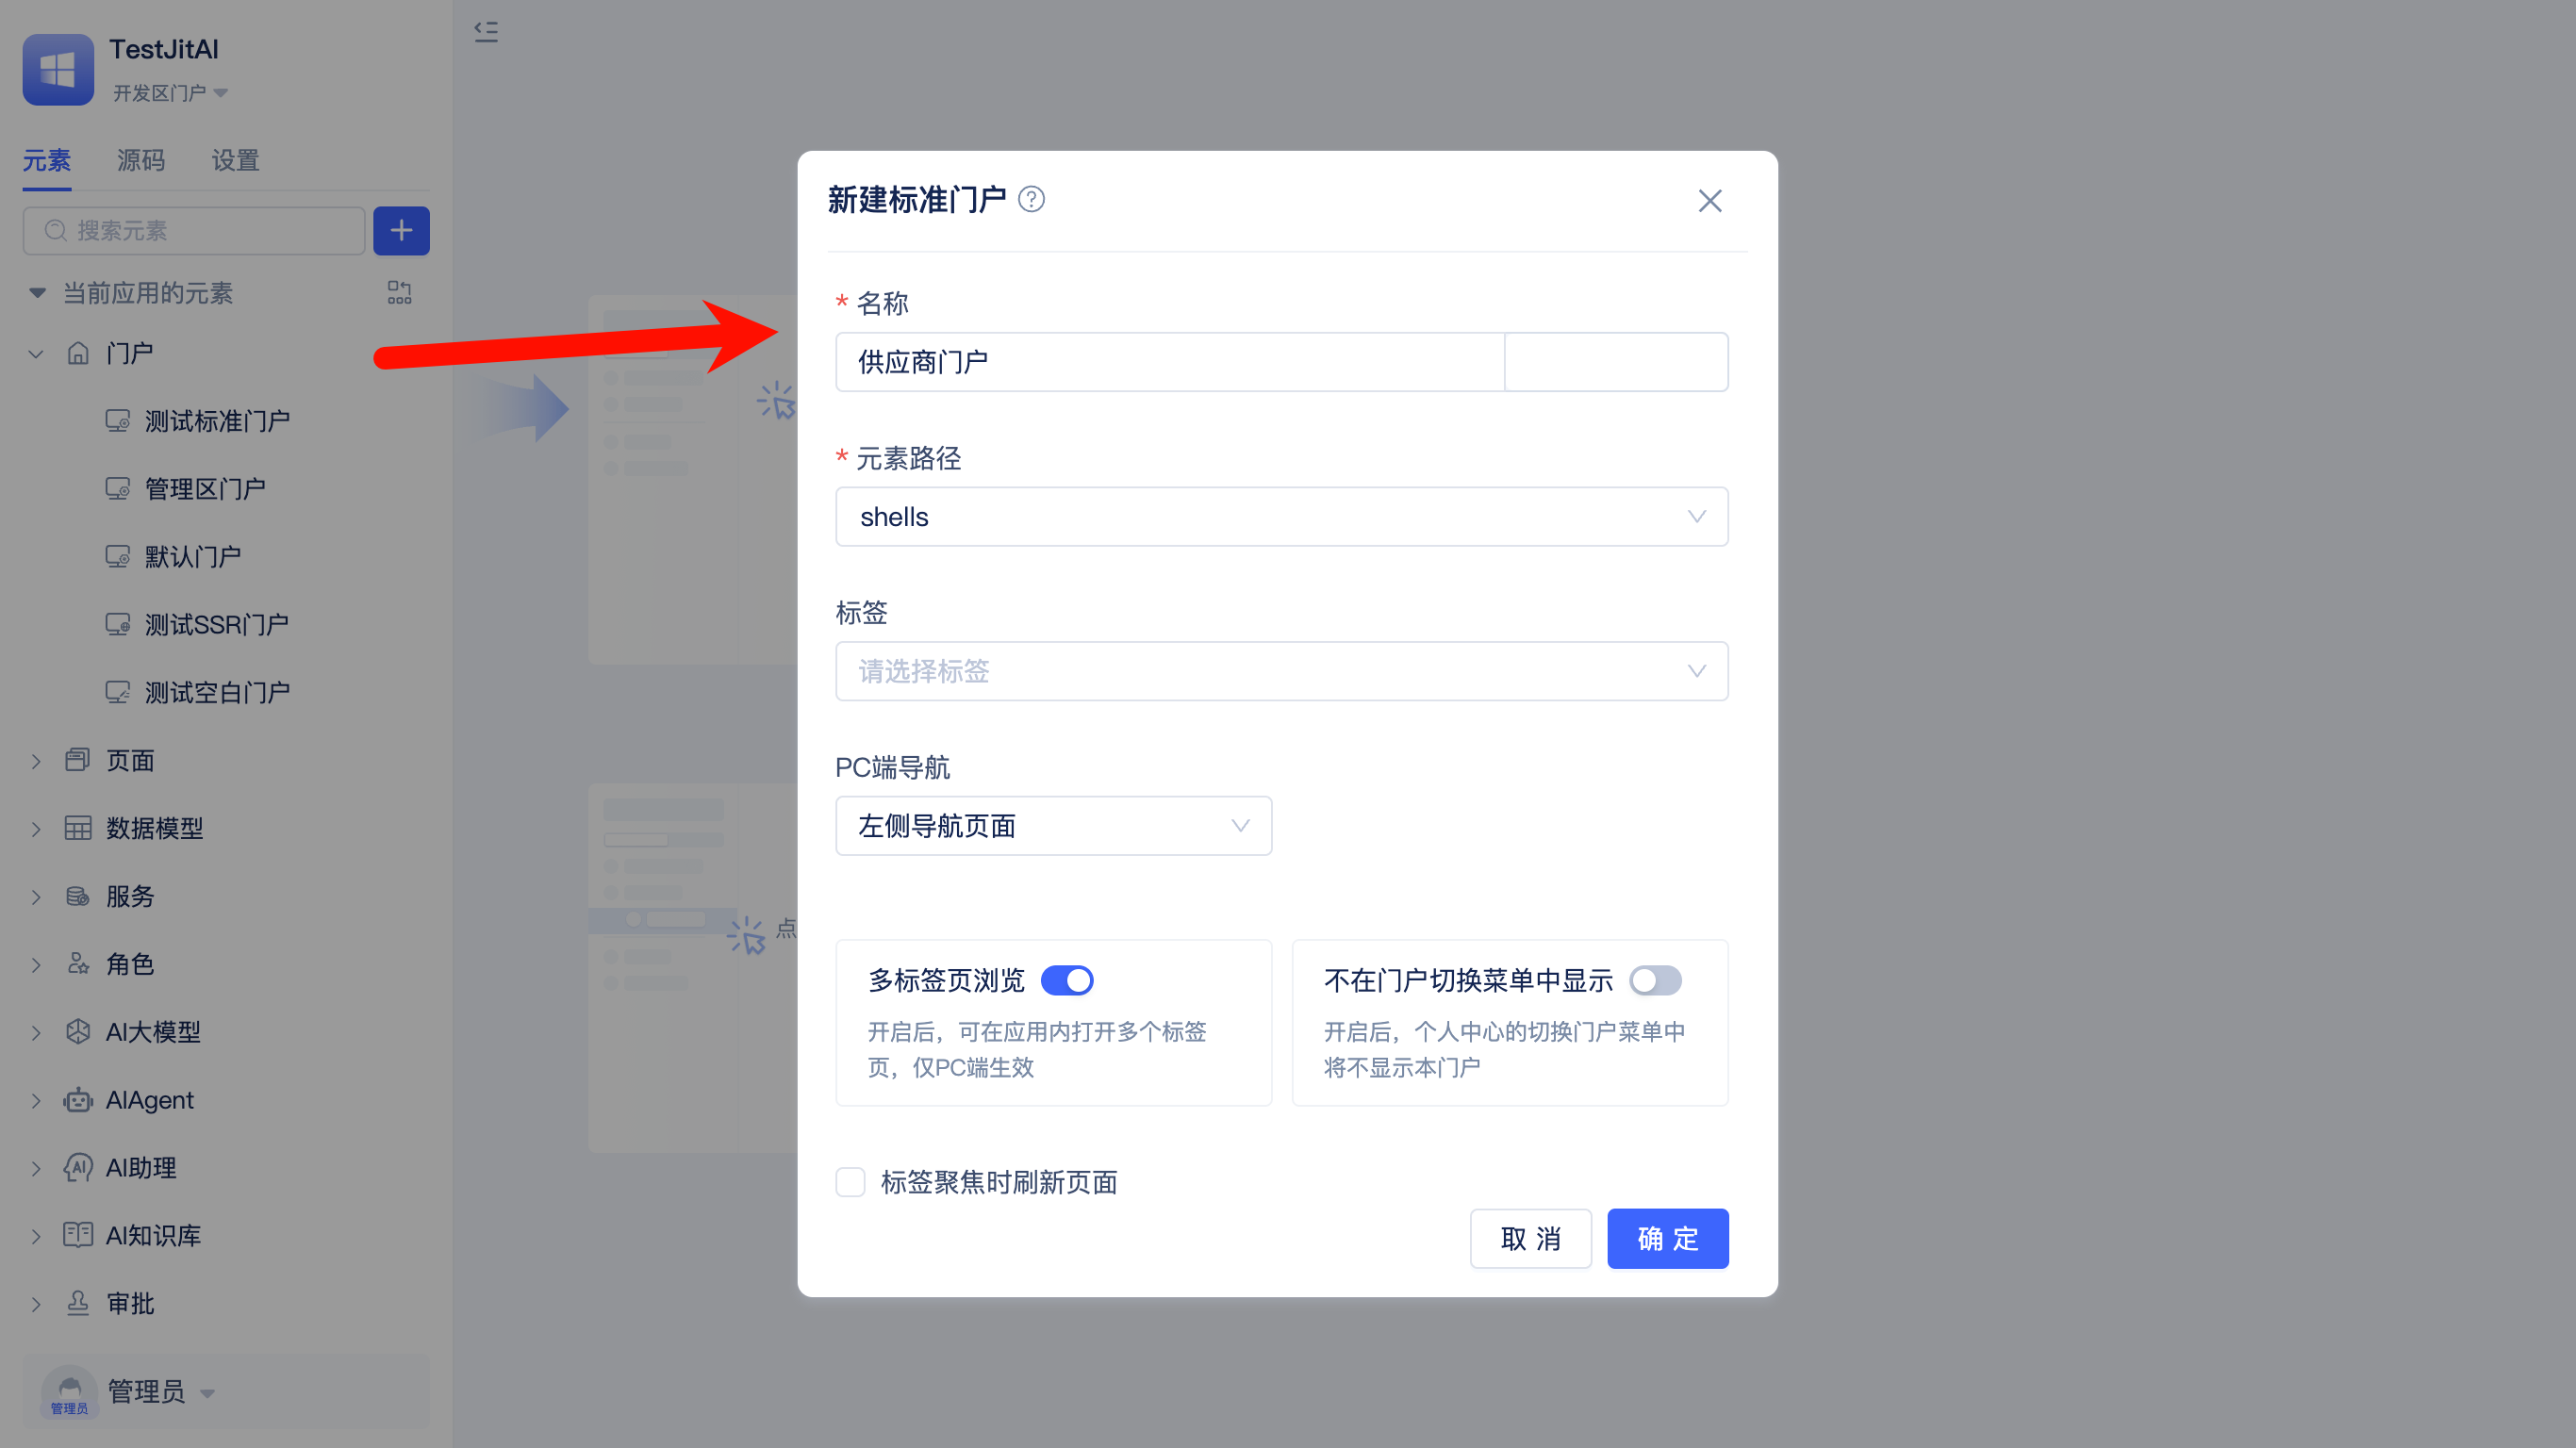 TestJitAI
开发区门户
元素 源码 设置
搜索元素
当前应用的元素
门户
测试标准门户
管理区门户
默认门户
测试SSR门户
测试空白门户
页面
数据模型
服务
角色
AI大模型
AIAgent
AI助理
AI知识库
审批
管理员
管理员
点
新建标准门户
* 名称
供应商门户
* 元素路径
shells
标签
请选择标签
PC端导航
左侧导航页面
多标签页浏览
开启后，可在应用内打开多个标签
页，仅PC端生效
不在门户切换菜单中显示
开启后，个人中心的切换门户菜单中
将不显示本门户
标签聚焦时刷新页面
取 消
确 定